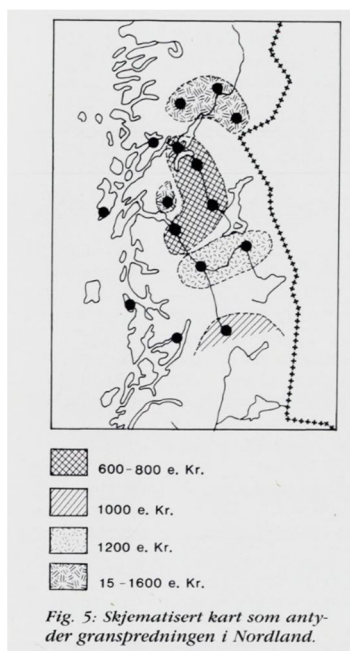 600-800 e. Kr.
1000 e. Kr.
1200 e. Kr.
15-1600 e. Kr.
Fig. 5: Skjematisert kart som anty-
der granspredningen i Nordland.